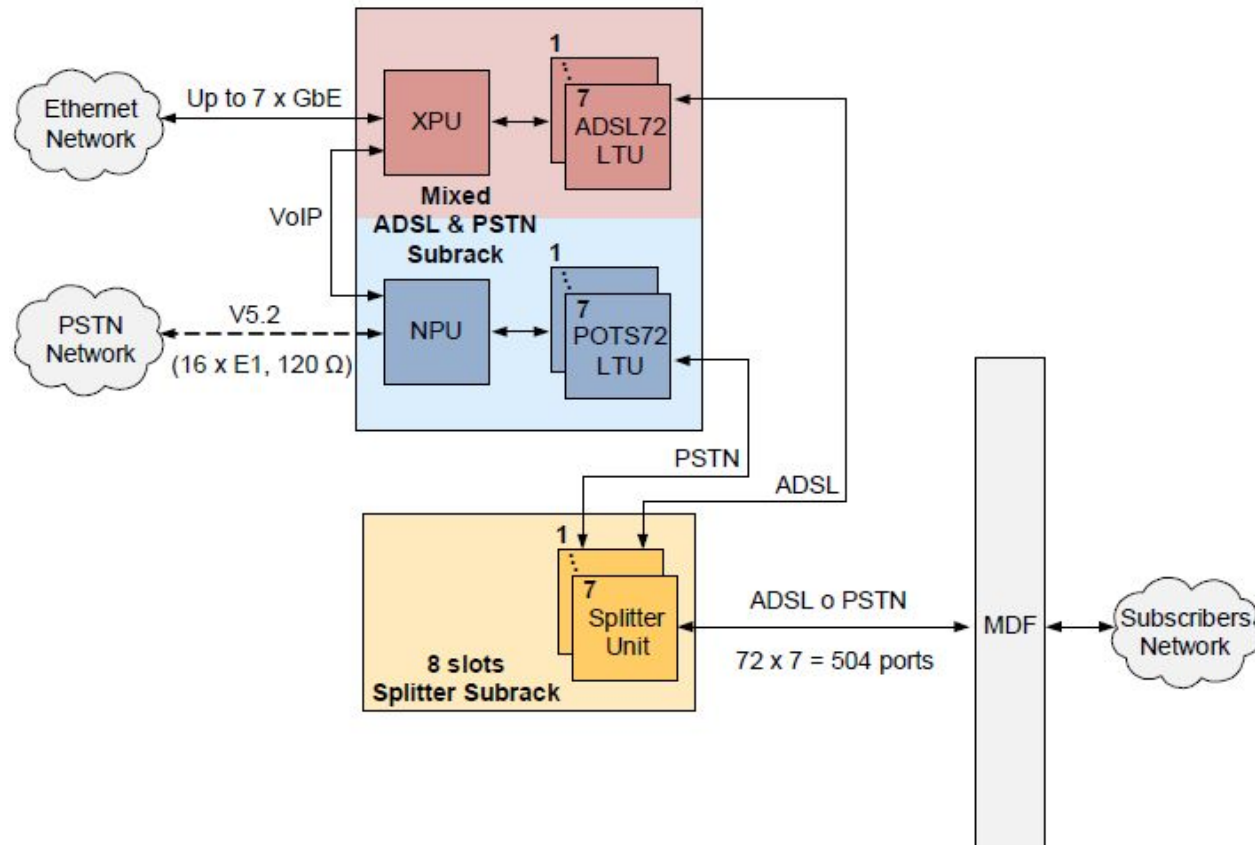 Ethernet
Network
Up to 7 x GbE
XPU
1
7
ADSL72
LTU
VoIP
Mixed
ADSL & PSTN
Subrack
PSTN
Network
V5.2
(16 x E1, 120 Ω)
NPU
1
7
POTS72
LTU
PSTN
ADSL
1
7
Splitter
Unit
8 slots
Splitter Subrack
ADSL o PSTN
72 x 7 = 504 ports
MDF
Subscribers
Network